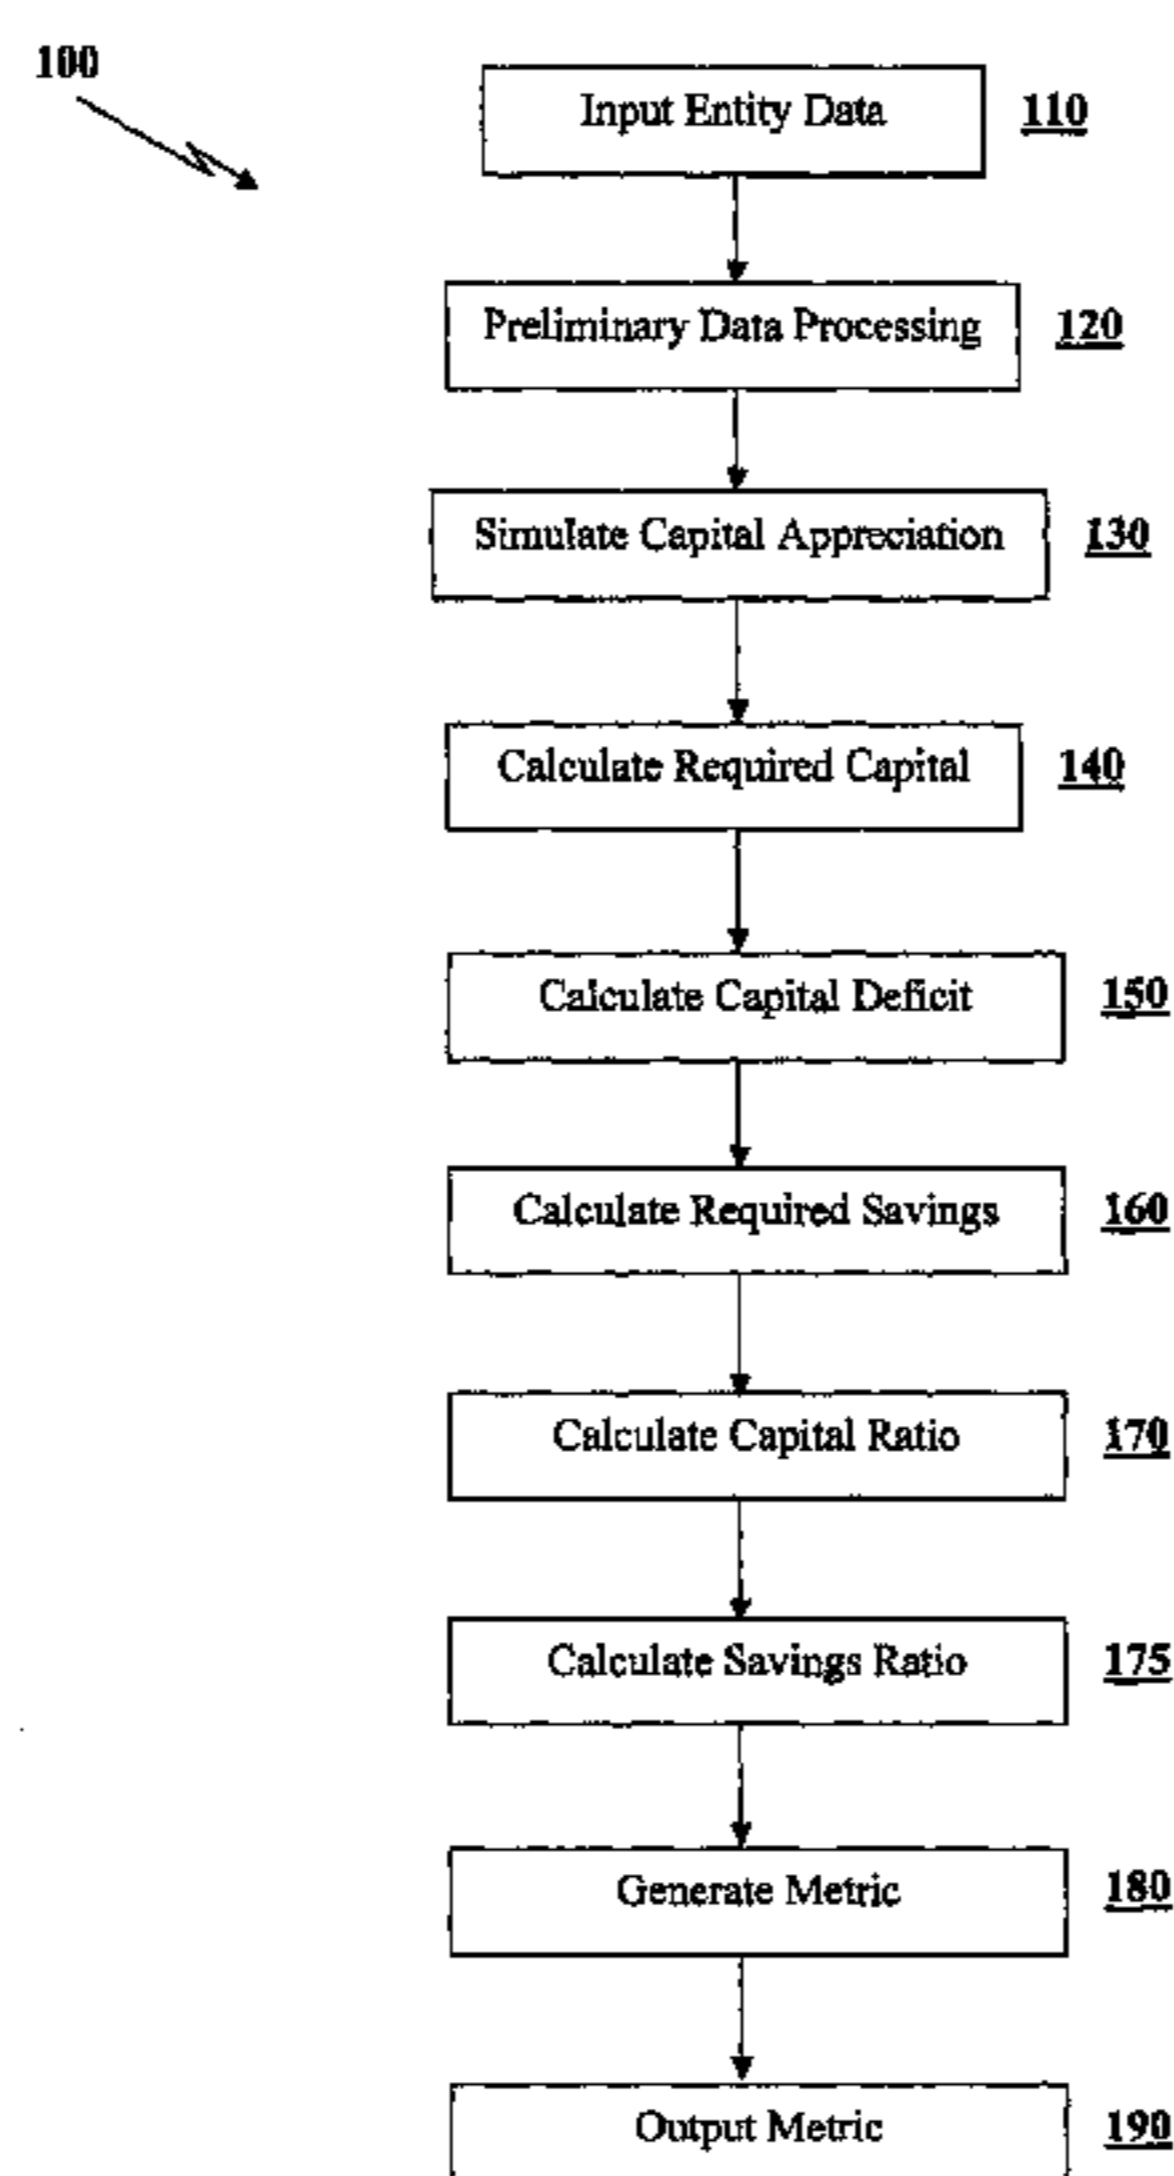 100
Input Entity Data 110
Preliminary Data Processing 120
Simulate Capital Appreciation 130
Calculate Required Capital 140
Calculate Capital Deficit 150
Calculate Required Savings 160
Calculate Capital Ratio 170
Calculate Savings Ratio 175
Generate Metric 180
Output Metric 190